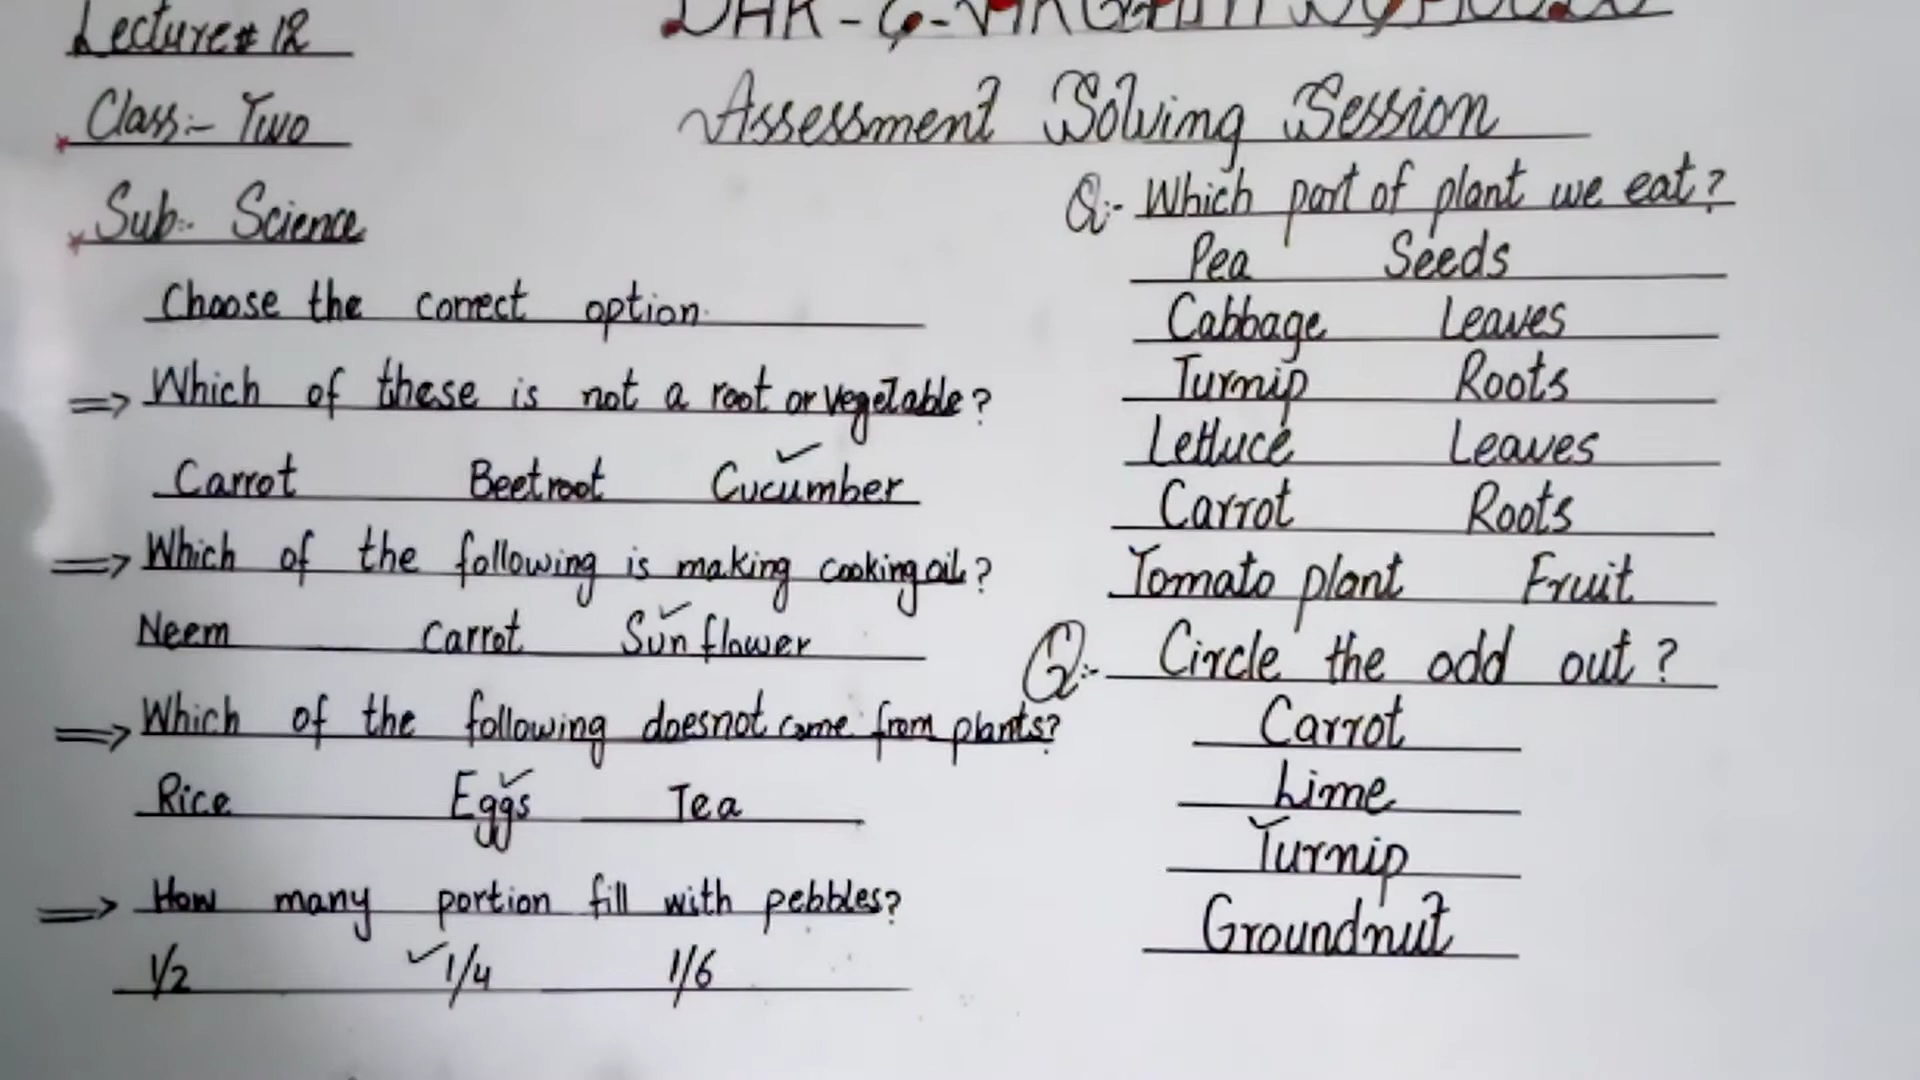 Lecture# 12
Class:- Two
Sub:- Science
Assessment Solving Session
Choose the correct option.
=> Which of these is not a root or vegetable?
Carrot Beetroot Cucumber ✓
=> Which of the following is making cooking oil?
Neem Carrot Sunflower ✓
=> Which of the following doesnot come from plants?
Rice Eggs ✓ Tea
=> How many portion fill with pebbles?
1/2 ✓ 1/4 1/6
Q:- Which part of plant we eat?
Pea Seeds
Cabbage Leaves
Turnip Roots
Lettuce Leaves
Carrot Roots
Tomato plant Fruit
Q:- Circle the odd out?
Carrot
Lime
Turnip
Groundnut